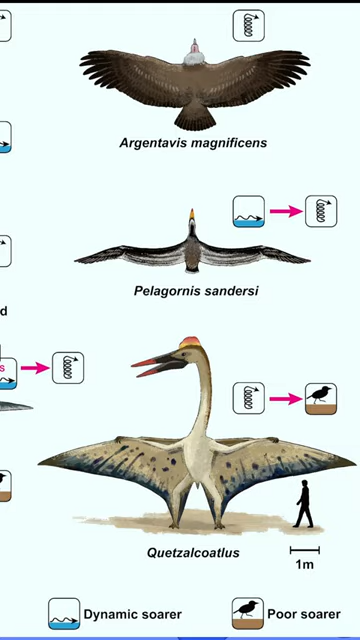 Argentavis magnificens
Pelagornis sandersi
d
s
Quetzalcoatlus
1m
Dynamic soarer
Poor soarer